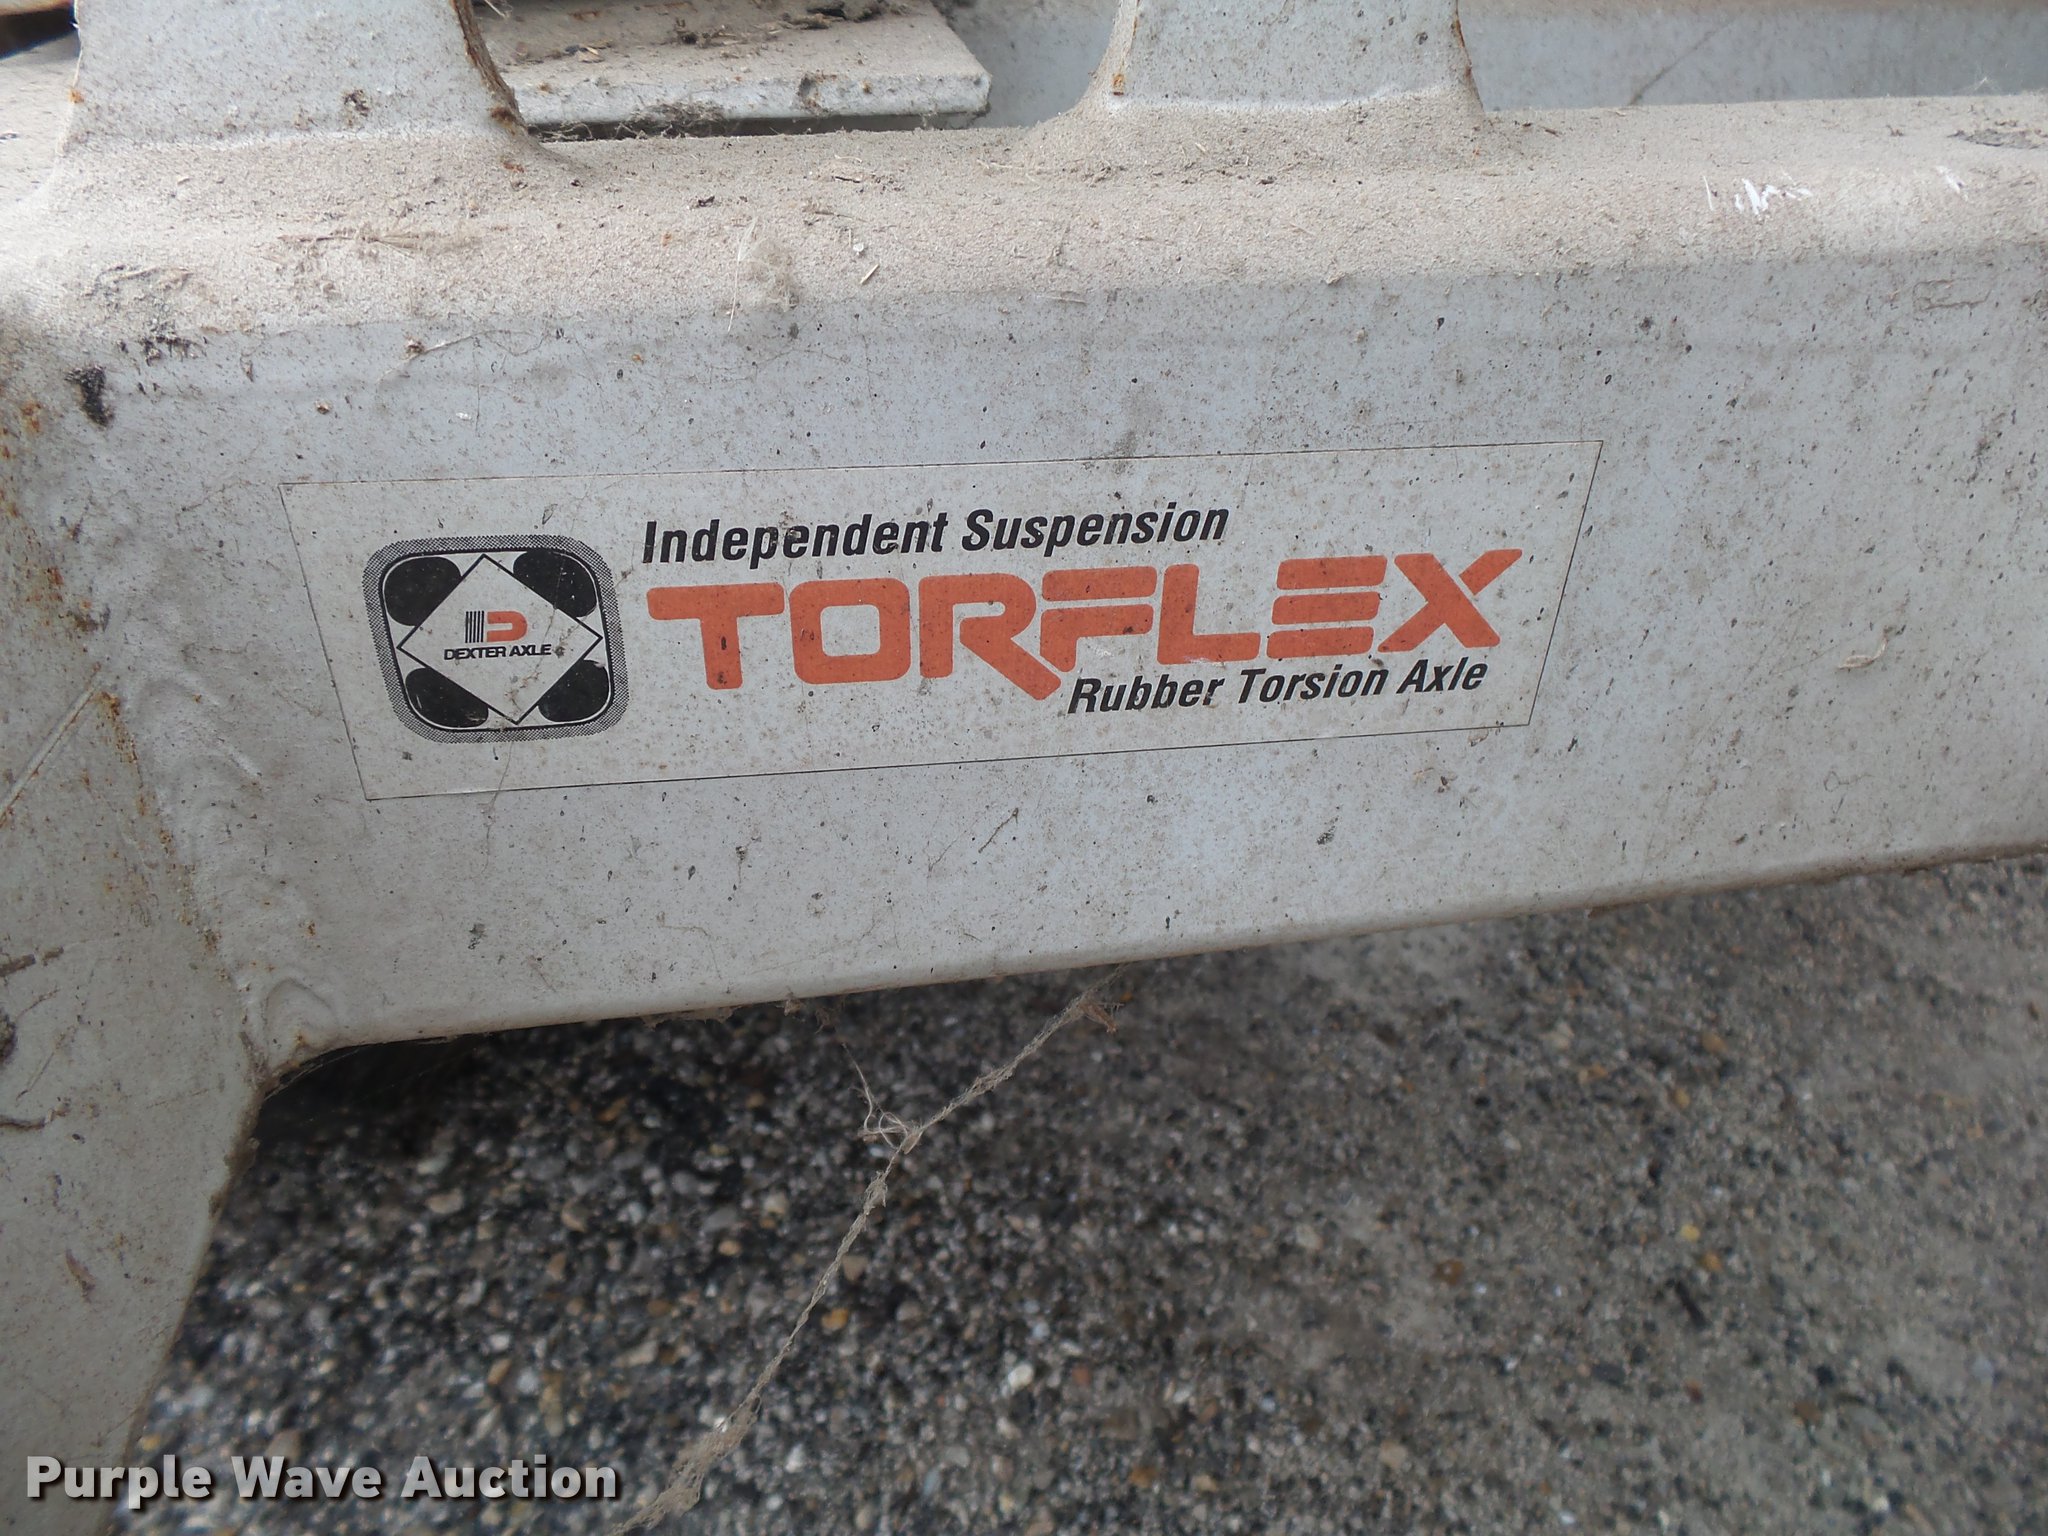 Independent Suspension
TORFLEX
DEXTER AXLE
Rubber Torsion Axle
Purple Wave Auction